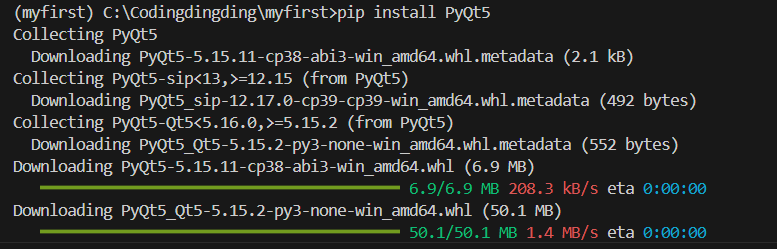 (myfirst) C:\Codingdingding\myfirst>pip install PyQt5
Collecting PyQt5
  Downloading PyQt5-5.15.11-cp38-abi3-win_amd64.whl.metadata (2.1 kB)
Collecting PyQt5-sip<13,>=12.15 (from PyQt5)
  Downloading PyQt5_sip-12.17.0-cp39-cp39-win_amd64.whl.metadata (492 bytes)
Collecting PyQt5-Qt5<5.16.0,>=5.15.2 (from PyQt5)
  Downloading PyQt5_Qt5-5.15.2-py3-none-win_amd64.whl.metadata (552 bytes)
Downloading PyQt5-5.15.11-cp38-abi3-win_amd64.whl (6.9 MB)
6.9/6.9 MB 208.3 kB/s eta 0:00:00
Downloading PyQt5_Qt5-5.15.2-py3-none-win_amd64.whl (50.1 MB)
50.1/50.1 MB 1.4 MB/s eta 0:00:00